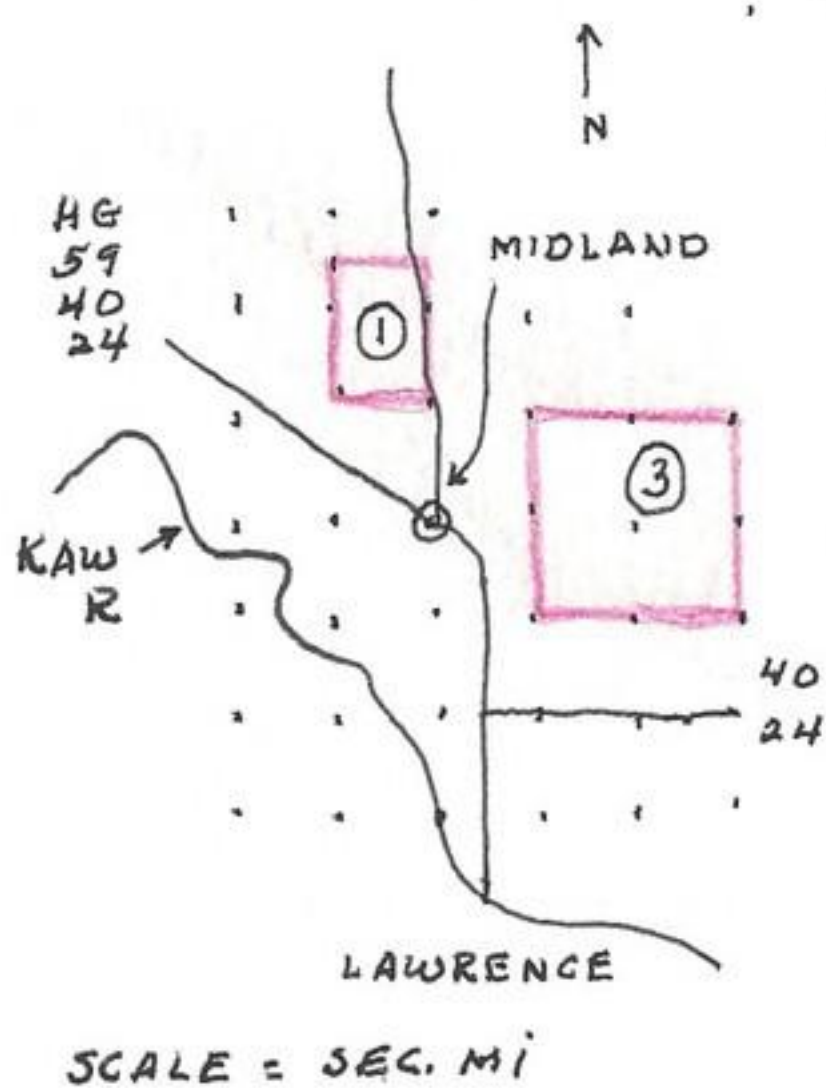 N
HG
59
40
24
MIDLAND
1
3
KAW
R
40
24
LAWRENCE
SCALE = SEC. MI